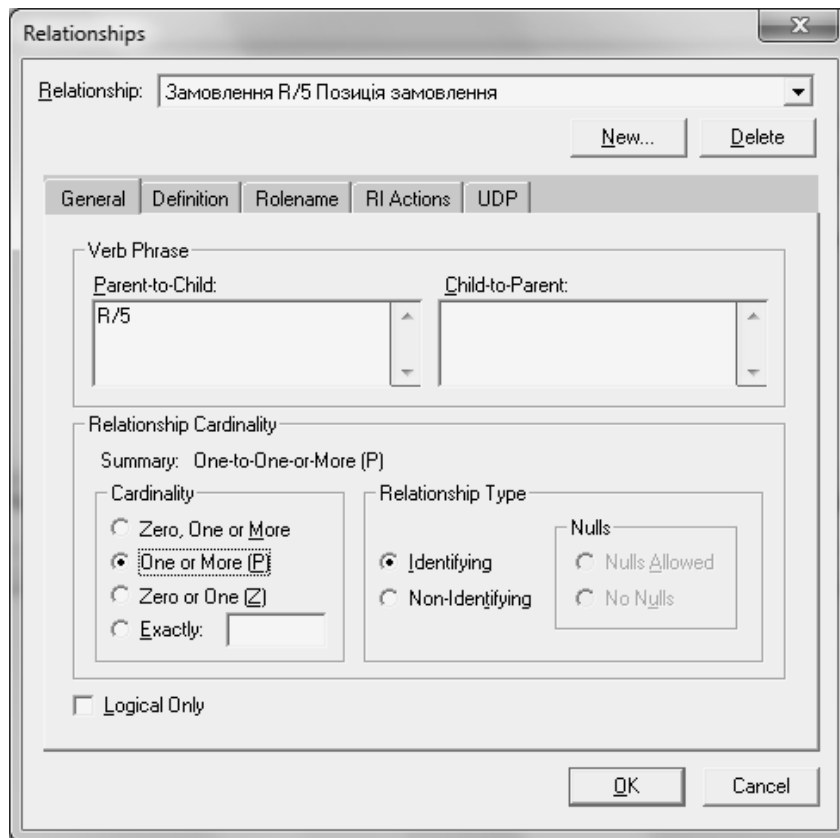 Relationships
Relationship: Замовлення R/5 Позиція замовлення
New... Delete
General Definition Rolename RI Actions UDP
Verb Phrase
Parent-to-Child: Child-to-Parent:
R/5
Relationship Cardinality
Summary: One-to-One-or-More (P)
Cardinality Relationship Type
Zero, One or More Nulls
One or More (P) Identifying Nulls Allowed
Zero or One (Z) Non-Identifying No Nulls
Exactly:
Logical Only
OK Cancel